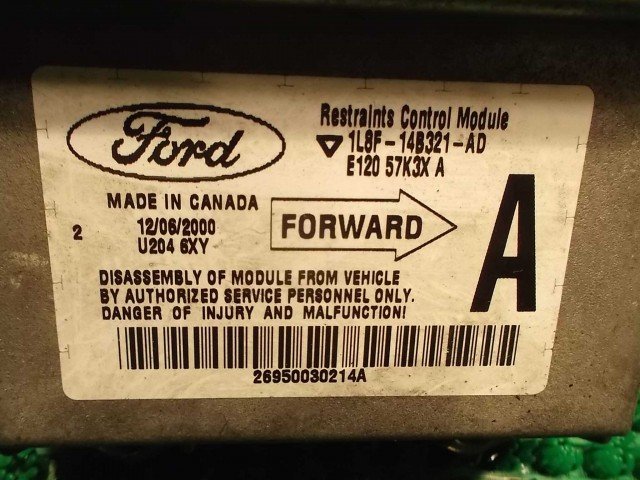 Ford
Restraints Control Module
1L8F-14B321-AD
E120 57K3X A
MADE IN CANADA
12/06/2000
2
U204 6XY
FORWARD
A
DISASSEMBLY OF MODULE FROM VEHICLE
BY AUTHORIZED SERVICE PERSONNEL ONLY.
DANGER OF INJURY AND MALFUNCTION!
26950030214A